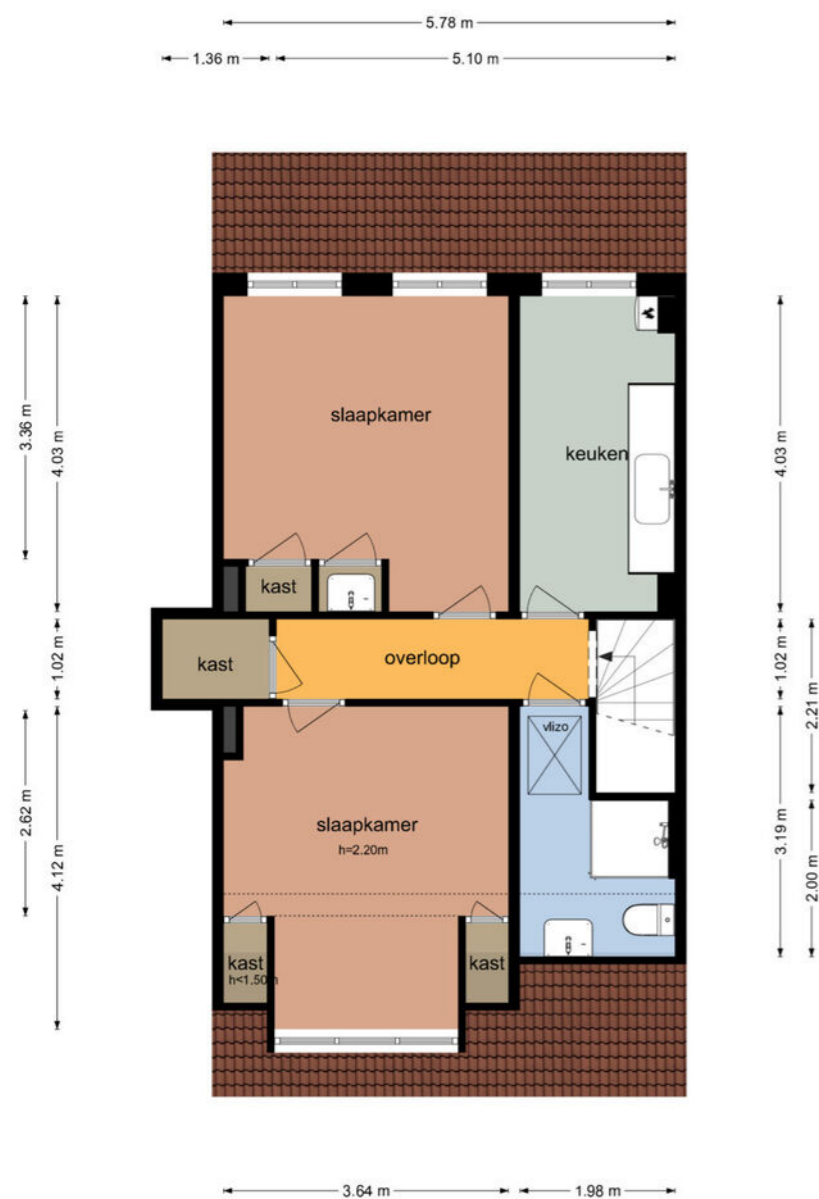 5.78 m
1.36 m
5.10 m
slaapkamer
keuken
3.36 m
4.03 m
4.03 m
kast
kast
overloop
1.02 m
1.02 m
2.21 m
vlizo
slaapkamer
h=2.20m
2.62 m
4.12 m
3.19 m
2.00 m
kast
h<1.50m
kast
3.64 m
1.98 m